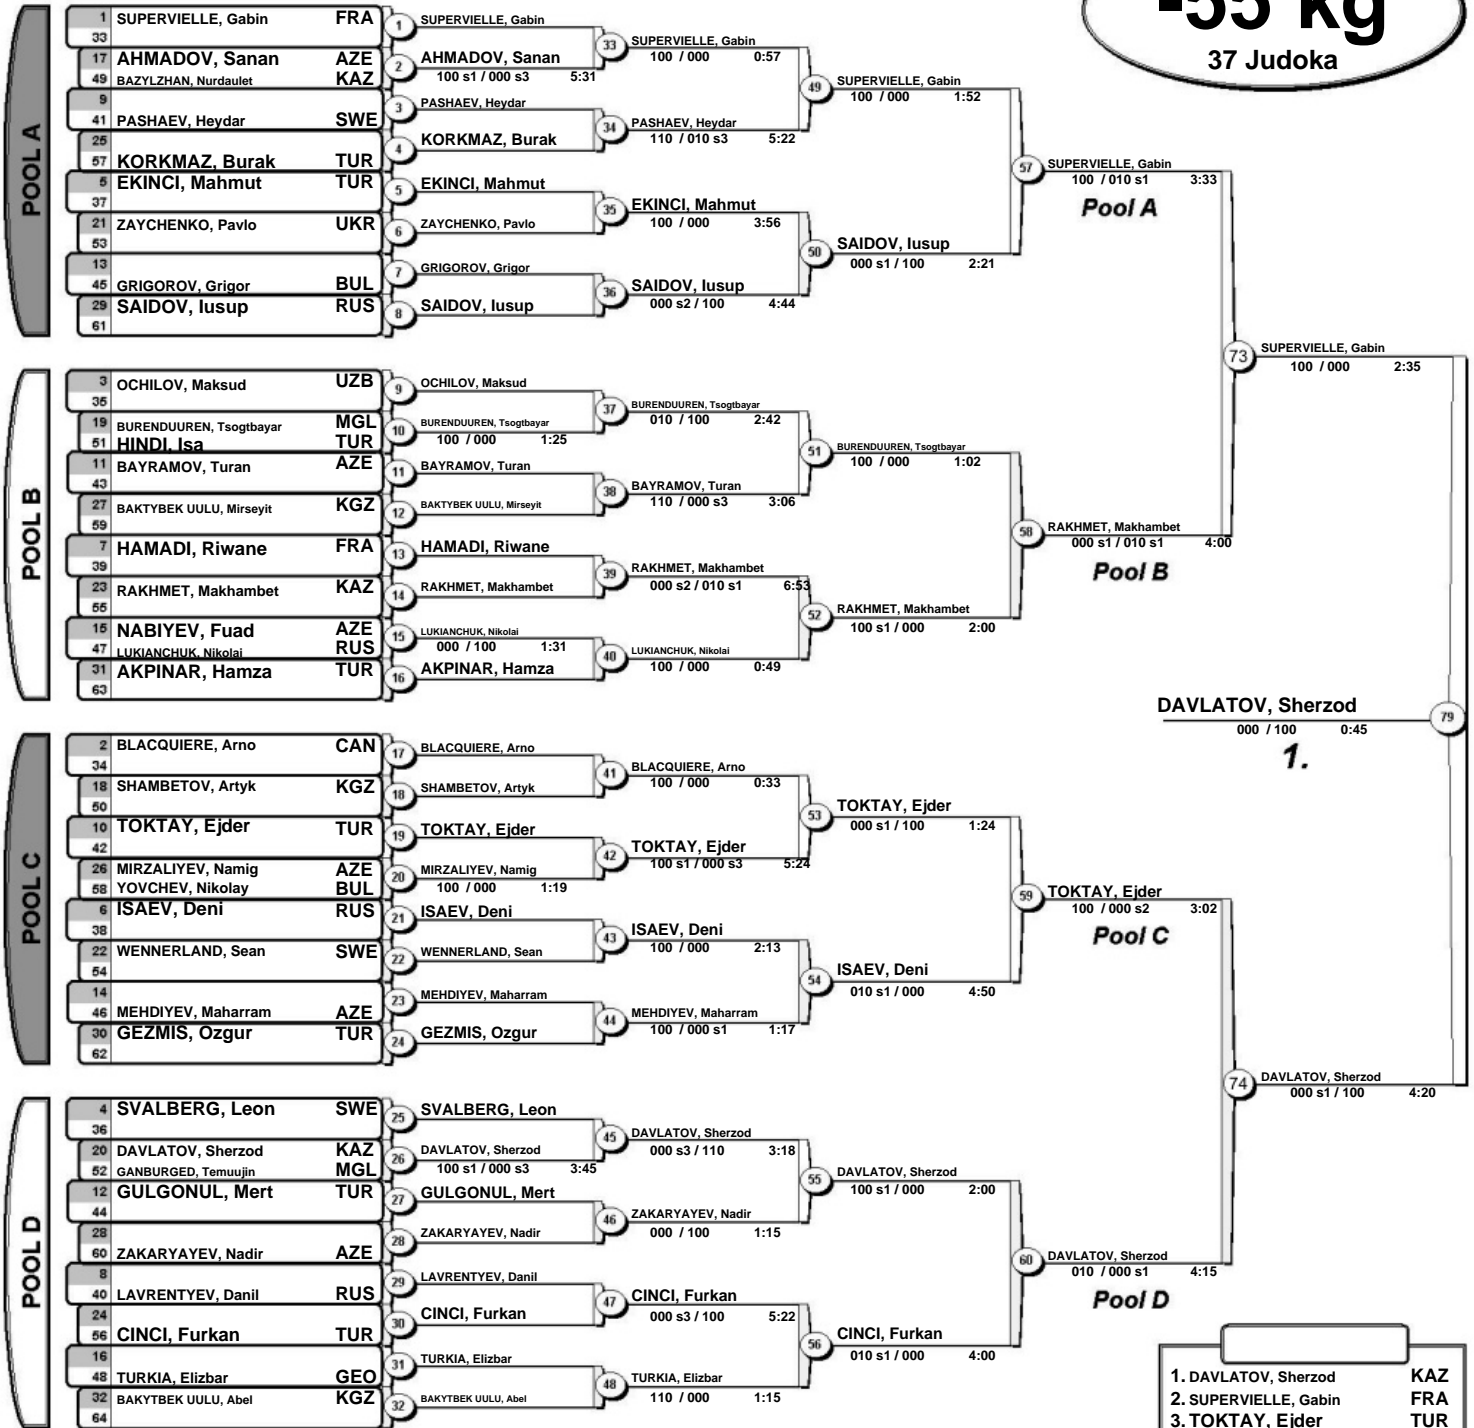 -55 kg
37 Judoka
POOL A
1 SUPERVIELLE, Gabin FRA
33
17 AHMADOV, Sanan AZE
49 BAZYLZHAN, Nurdaulet KAZ
9
41 PASHAEV, Heydar SWE
25
57 KORKMAZ, Burak TUR
5 EKINCI, Mahmut TUR
37
21 ZAYCHENKO, Pavlo UKR
53
13
45 GRIGOROV, Grigor BUL
29 SAIDOV, Iusup RUS
61
1 SUPERVIELLE, Gabin
2 AHMADOV, Sanan
100 s1 / 000 s3 5:31
3 PASHAEV, Heydar
4 KORKMAZ, Burak
5 EKINCI, Mahmut
6 ZAYCHENKO, Pavlo
7 GRIGOROV, Grigor
8 SAIDOV, Iusup
33 SUPERVIELLE, Gabin
100 / 000 0:57
34 PASHAEV, Heydar
110 / 010 s3 5:22
35 EKINCI, Mahmut
100 / 000 3:56
36 SAIDOV, Iusup
000 s2 / 100 4:44
49 SUPERVIELLE, Gabin
100 / 000 1:52
50 SAIDOV, Iusup
000 s1 / 100 2:21
57 SUPERVIELLE, Gabin
100 / 010 s1 3:33
Pool A
POOL B
3 OCHILOV, Maksud UZB
35
19 BURENDUUREN, Tsogtbayar MGL
51 HINDI, Isa TUR
11 BAYRAMOV, Turan AZE
43
27 BAKTYBEK UULU, Mirseyit KGZ
59
7 HAMADI, Riwane FRA
39
23 RAKHMET, Makhambet KAZ
55
15 NABIYEV, Fuad AZE
47 LUKIANCHUK, Nikolai RUS
31 AKPINAR, Hamza TUR
63
9 OCHILOV, Maksud
10 BURENDUUREN, Tsogtbayar
100 / 000 1:25
11 BAYRAMOV, Turan
12 BAKTYBEK UULU, Mirseyit
13 HAMADI, Riwane
14 RAKHMET, Makhambet
15 LUKIANCHUK, Nikolai
000 / 100 1:31
16 AKPINAR, Hamza
37 BURENDUUREN, Tsogtbayar
010 / 100 2:42
38 BAYRAMOV, Turan
110 / 000 s3 3:06
39 RAKHMET, Makhambet
000 s2 / 010 s1 6:53
40 LUKIANCHUK, Nikolai
100 / 000 0:49
51 BURENDUUREN, Tsogtbayar
100 / 000 1:02
52 RAKHMET, Makhambet
100 s1 / 000 2:00
58 RAKHMET, Makhambet
000 s1 / 010 s1 4:00
Pool B
73 SUPERVIELLE, Gabin
100 / 000 2:35
DAVLATOV, Sherzod 79
000 / 100 0:45
1.
POOL C
2 BLACQUIERE, Arno CAN
34
18 SHAMBETOV, Artyk KGZ
50
10 TOKTAY, Ejder TUR
42
26 MIRZALIYEV, Namig AZE
58 YOVCHEV, Nikolay BUL
6 ISAEV, Deni RUS
38
22 WENNERLAND, Sean SWE
54
14
46 MEHDIYEV, Maharram AZE
30 GEZMIS, Ozgur TUR
62
17 BLACQUIERE, Arno
18 SHAMBETOV, Artyk
19 TOKTAY, Ejder
20 MIRZALIYEV, Namig
100 / 000 1:19
21 ISAEV, Deni
22 WENNERLAND, Sean
23 MEHDIYEV, Maharram
24 GEZMIS, Ozgur
41 BLACQUIERE, Arno
100 / 000 0:33
42 TOKTAY, Ejder
100 s1 / 000 s3 5:24
43 ISAEV, Deni
100 / 000 2:13
44 MEHDIYEV, Maharram
100 / 000 s1 1:17
53 TOKTAY, Ejder
000 s1 / 100 1:24
54 ISAEV, Deni
010 s1 / 000 4:50
59 TOKTAY, Ejder
100 / 000 s2 3:02
Pool C
74 DAVLATOV, Sherzod
000 s1 / 100 4:20
POOL D
4 SVALBERG, Leon SWE
36
20 DAVLATOV, Sherzod KAZ
52 GANBURGED, Temuujin MGL
12 GULGONUL, Mert TUR
44
28
60 ZAKARYAYEV, Nadir AZE
8
40 LAVRENTYEV, Danil RUS
24
56 CINCI, Furkan TUR
16
48 TURKIA, Elizbar GEO
32 BAKYTBEK UULU, Abel KGZ
64
25 SVALBERG, Leon
26 DAVLATOV, Sherzod
100 s1 / 000 s3 3:45
27 GULGONUL, Mert
28 ZAKARYAYEV, Nadir
29 LAVRENTYEV, Danil
30 CINCI, Furkan
31 TURKIA, Elizbar
32 BAKYTBEK UULU, Abel
45 DAVLATOV, Sherzod
000 s3 / 110 3:18
46 ZAKARYAYEV, Nadir
000 / 100 1:15
47 CINCI, Furkan
000 s3 / 100 5:22
48 TURKIA, Elizbar
110 / 000 1:15
55 DAVLATOV, Sherzod
100 s1 / 000 2:00
56 CINCI, Furkan
010 s1 / 000 4:00
60 DAVLATOV, Sherzod
010 / 000 s1 4:15
Pool D
1. DAVLATOV, Sherzod KAZ
2. SUPERVIELLE, Gabin FRA
3. TOKTAY, Ejder TUR